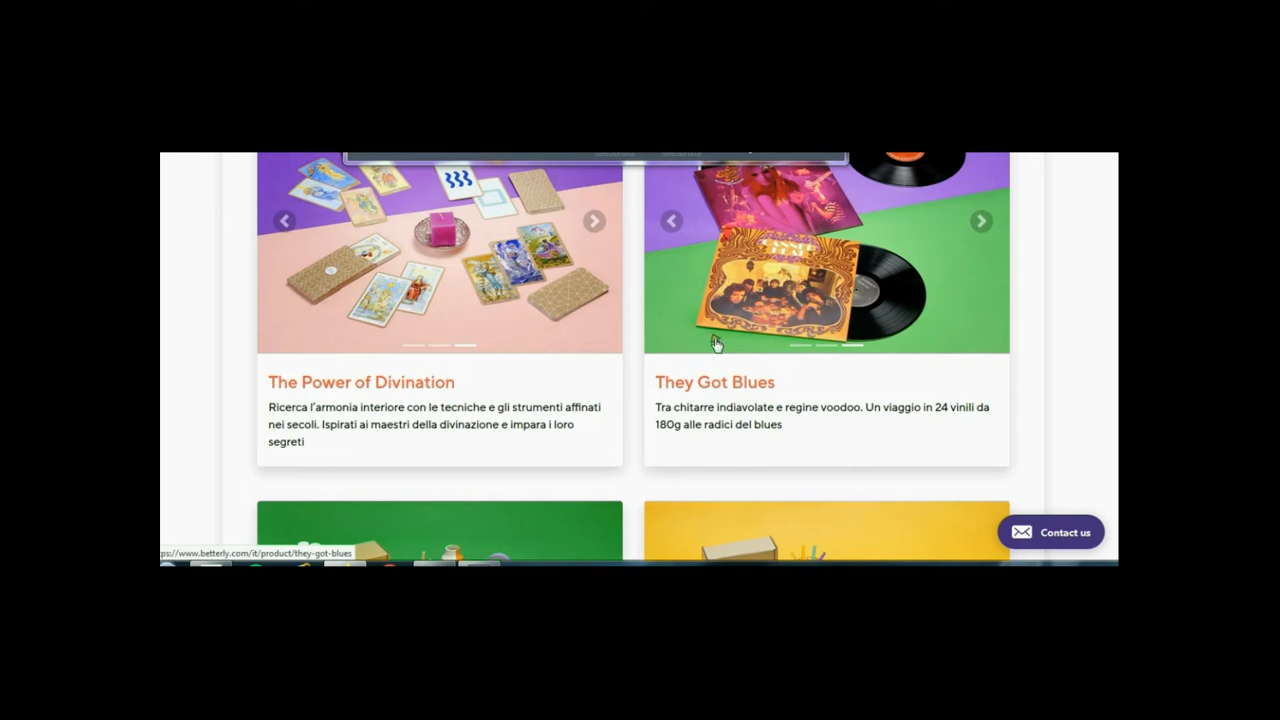 The Power of Divination
Ricerca l'armonia interiore con le tecniche e gli strumenti affinati
nei secoli. Ispirati ai maestri della divinazione e impara i loro
segreti
They Got Blues
Tra chitarre indiavolate e regine voodoo. Un viaggio in 24 vinili da
180g alle radici del blues
Contact us
ps://www.betterly.com/it/product/they-got-blues